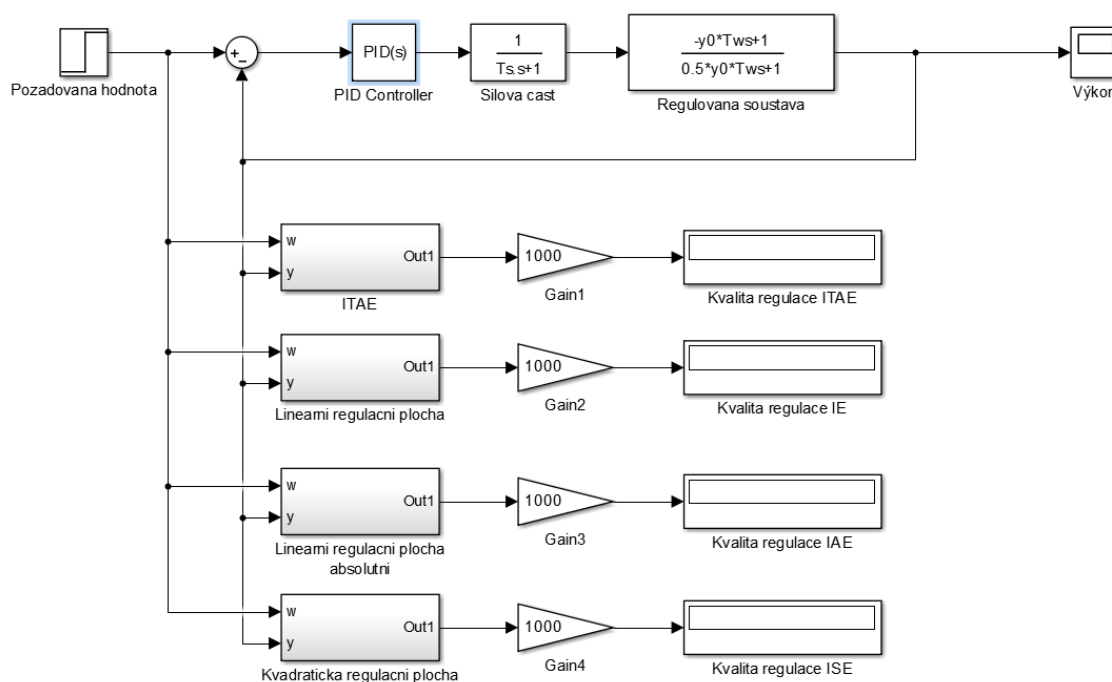 Pozadovana hodnota
+
−
PID(s)
PID Controller
1
Ts.s+1
Silova cast
-y0*Tws+1
0.5*y0*Tws+1
Regulovana soustava
Výkon
w
y
Out1
ITAE
1000
Gain1
Kvalita regulace ITAE
w
y
Out1
Linearni regulacni plocha
1000
Gain2
Kvalita regulace IE
w
y
Out1
Linearni regulacni plocha
absolutni
1000
Gain3
Kvalita regulace IAE
w
y
Out1
Kvadraticka regulacni plocha
1000
Gain4
Kvalita regulace ISE